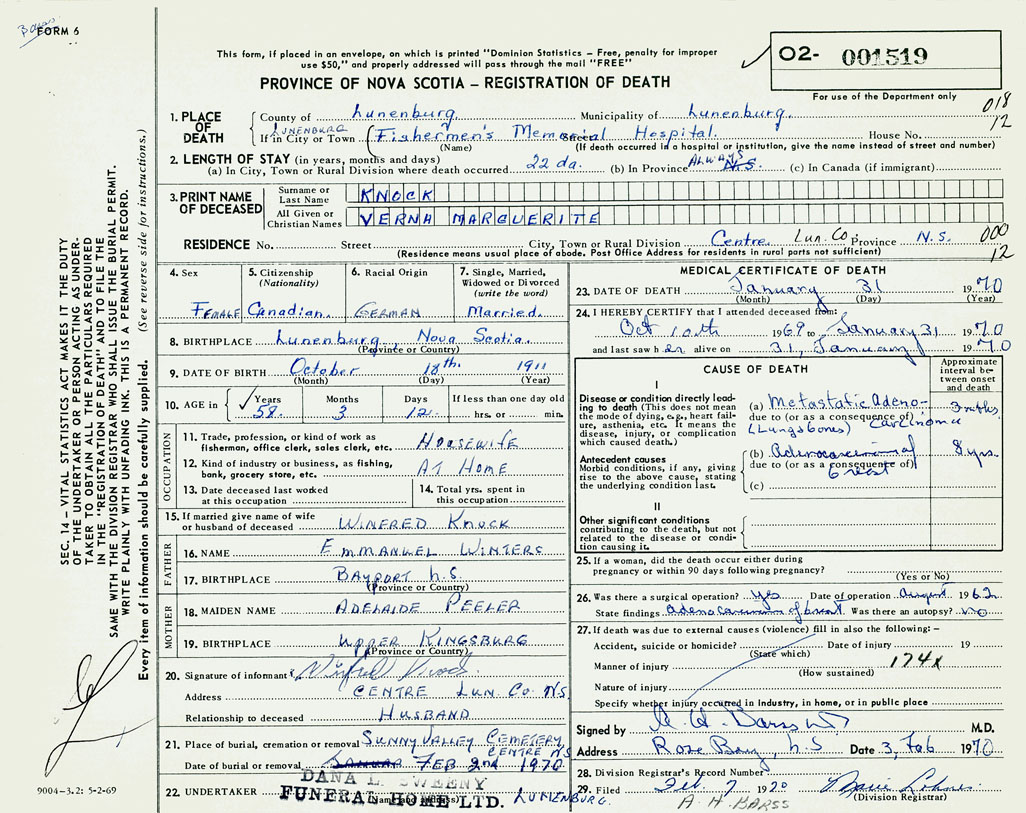 Barss
FORM 6
This form, if placed in an envelope, on which is printed "Dominion Statistics – Free, penalty for improper
use $50," and properly addressed will pass through the mail "FREE"
PROVINCE OF NOVA SCOTIA – REGISTRATION OF DEATH
O2- 001519
For use of the Department only
018
12
1. PLACE OF DEATH
County of Lunenburg Municipality of Lunenburg
If in City or Town LUNENBURG (Fishermen's Memorial Hospital. House No.
(Name) (If death occurred in a hospital or institution, give the name instead of street and number)
2. LENGTH OF STAY (in years, months and days)
(a) In City, Town or Rural Division where death occurred 22 da. (b) In Province ALWAYS N.S. (c) In Canada (if immigrant)
3. PRINT NAME OF DECEASED
Surname or Last Name KNOCK
All Given or Christian Names VERNA MARGUERITE
RESIDENCE No. Street City, Town or Rural Division Centre Lun. Co. Province N.S. 000
(Residence means usual place of abode. Post Office Address for residents in rural parts not sufficient) 12
4. Sex FEMALE
5. Citizenship (Nationality) Canadian.
6. Racial Origin GERMAN
7. Single, Married, Widowed or Divorced (write the word) Married.
8. BIRTHPLACE Lunenburg, Nova Scotia.
(Province or Country)
9. DATE OF BIRTH October 18th. 1911
(Month) (Day) (Year)
10. AGE in Years 58. Months 3 Days 12. If less than one day old
hrs. or min.
OCCUPATION
11. Trade, profession, or kind of work as fisherman, office clerk, sales clerk, etc. HOUSEWIFE
12. Kind of industry or business, as fishing, bank, grocery store, etc. AT HOME
13. Date deceased last worked at this occupation
14. Total yrs. spent in this occupation
15. If married give name of wife or husband of deceased WINFRED KNOCK
FATHER
16. NAME EMMANUEL WINTERS
17. BIRTHPLACE BAYPORT N.S.
(Province or Country)
MOTHER
18. MAIDEN NAME ADELAIDE PEELER
19. BIRTHPLACE UPPER KINGSBURG
(Province or Country)
20. Signature of informant Winfred Knock
Address CENTRE LUN. CO. N.S
Relationship to deceased HUSBAND
21. Place of burial, cremation or removal SUNNY VALLEY CEMETERY
CENTRE N.S
Date of burial or removal FEB 2nd 1970
22. UNDERTAKER DANA L. SWEENY
FUNERAL HOME LTD. LUNENBURG.
(Name and address)
MEDICAL CERTIFICATE OF DEATH
23. DATE OF DEATH January 31 1970
(Month) (Day) (Year)
24. I HEREBY CERTIFY that I attended deceased from:
Oct 10th 1969 to January 31 1970
and last saw her alive on 31, January 1970
CAUSE OF DEATH
Approximate interval between onset and death
I
Disease or condition directly leading to death (This does not mean the mode of dying, e.g., heart failure, asthenia, etc. It means the disease, injury, or complication which caused death.)
(a) Metastatic Adeno-
due to (or as a consequence of)
(Lungs bones) Carcinoma
3 mths.
Antecedent causes
Morbid conditions, if any, giving rise to the above cause, stating the underlying condition last.
(b) Adenocarcinoma of
due to (or as a consequence of)
breast
8 yrs.
(c)
II
Other significant conditions
contributing to the death, but not related to the disease or condition causing it.
25. If a woman, did the death occur either during
pregnancy or within 90 days following pregnancy?
(Yes or No)
26. Was there a surgical operation? Yes Date of operation August 1962
State findings adenocarcinoma of breast Was there an autopsy? no
27. If death was due to external causes (violence) fill in also the following: –
Accident, suicide or homicide? Date of injury 19
(State which)
Manner of injury 174x
(How sustained)
Nature of injury
Specify whether injury occurred in Industry, in home, or in public place
Signed by A. H. Barss M.D.
Address Rose Bay, N.S Date 3, Feb 1970
28. Division Registrar's Record Number
29. Filed Feb. 7 1970
(Division Registrar)
A. H. BARSS
SEC. 14 – VITAL STATISTICS ACT MAKES IT THE DUTY
OF THE UNDERTAKER OR PERSON ACTING AS UNDER-
TAKER TO OBTAIN ALL THE PARTICULARS REQUIRED
IN THE "REGISTRATION OF DEATH" AND TO FILE THE
SAME WITH THE DIVISION REGISTRAR WHO SHALL ISSUE THE BURIAL PERMIT.
WRITE PLAINLY WITH UNFADING INK. THIS IS A PERMANENT RECORD.
Every item of information should be carefully supplied. (See reverse side for instructions.)
9004-3.2: 5-2-69